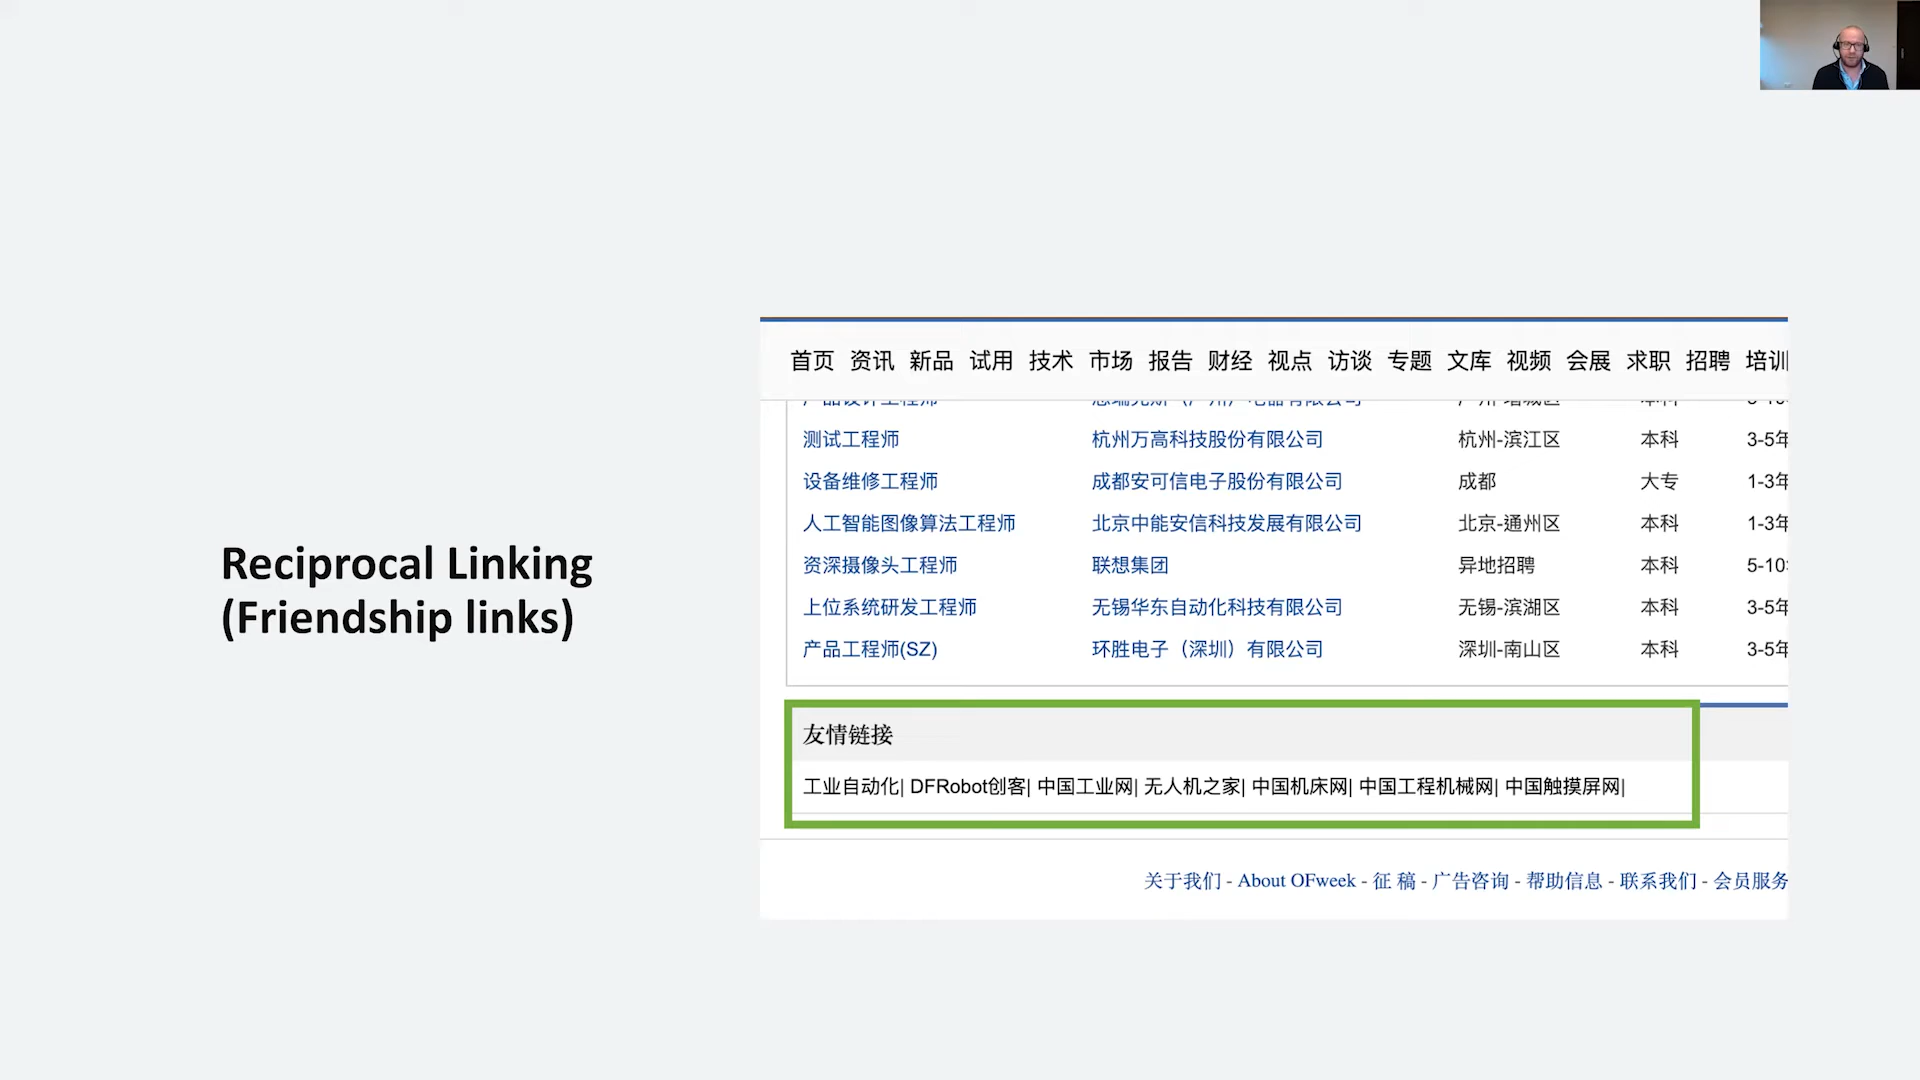 Reciprocal Linking
(Friendship links)
首页 资讯 新品 试用 技术 市场 报告 财经 视点 访谈 专题 文库 视频 会展 求职 招聘 培训
测试工程师 杭州万高科技股份有限公司 杭州-滨江区 本科 3-5年
设备维修工程师 成都安可信电子股份有限公司 成都 大专 1-3年
人工智能图像算法工程师 北京中能安信科技发展有限公司 北京-通州区 本科 1-3年
资深摄像头工程师 联想集团 异地招聘 本科 5-10
上位系统研发工程师 无锡华东自动化科技有限公司 无锡-滨湖区 本科 3-5年
产品工程师(SZ) 环胜电子（深圳）有限公司 深圳-南山区 本科 3-5年
友情链接
工业自动化| DFRobot创客| 中国工业网| 无人机之家| 中国机床网| 中国工程机械网| 中国触摸屏网|
关于我们 - About OFweek - 征 稿 - 广告咨询 - 帮助信息 - 联系我们 - 会员服务